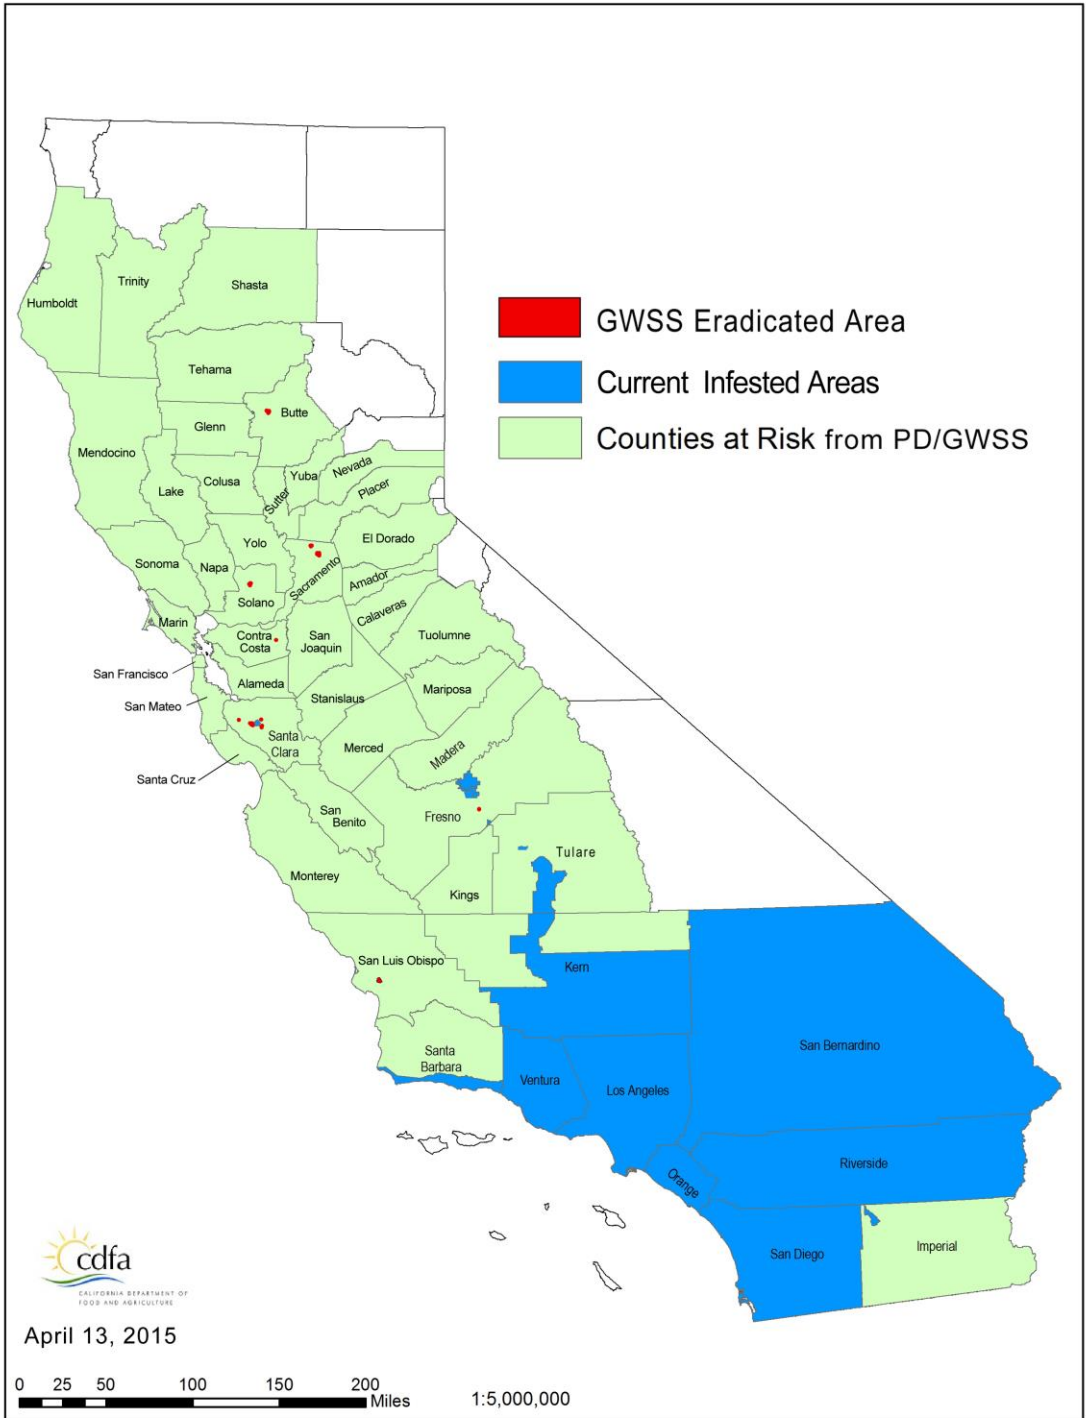 GWSS Eradicated Area
Current Infested Areas
Counties at Risk from PD/GWSS
Humboldt
Trinity
Shasta
Tehama
Butte
Glenn
Mendocino
Lake
Colusa
Sutter
Yuba
Nevada
Placer
El Dorado
Yolo
Sonoma
Napa
Sacramento
Amador
Solano
Calaveras
Marin
Contra
Costa
San
Joaquin
Tuolumne
San Francisco
Alameda
San Mateo
Stanislaus
Mariposa
Santa
Clara
Merced
Madera
Santa Cruz
San
Benito
Fresno
Tulare
Monterey
Kings
San Luis Obispo
Kern
Santa
Barbara
Ventura
Los Angeles
San Bernardino
Orange
Riverside
San Diego
Imperial
cdfa
CALIFORNIA DEPARTMENT OF
FOOD AND AGRICULTURE
April 13, 2015
0 25 50 100 150 200
Miles
1:5,000,000